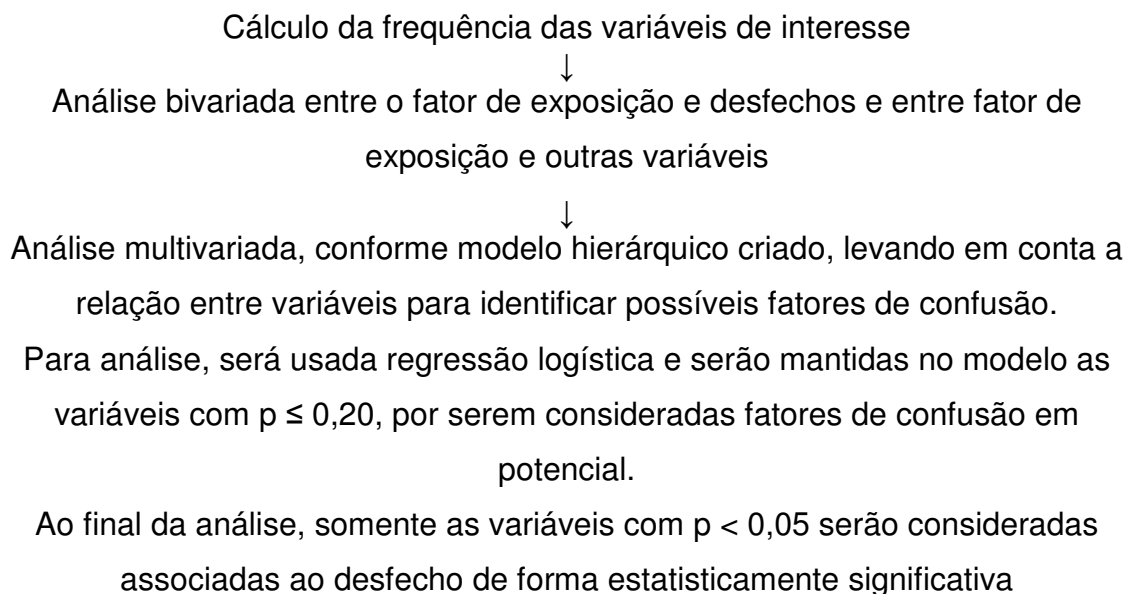 Cálculo da frequência das variáveis de interesse
↓
Análise bivariada entre o fator de exposição e desfechos e entre fator de
exposição e outras variáveis
↓
Análise multivariada, conforme modelo hierárquico criado, levando em conta a
relação entre variáveis para identificar possíveis fatores de confusão.
Para análise, será usada regressão logística e serão mantidas no modelo as
variáveis com p ≤ 0,20, por serem consideradas fatores de confusão em
potencial.
Ao final da análise, somente as variáveis com p < 0,05 serão consideradas
associadas ao desfecho de forma estatisticamente significativa